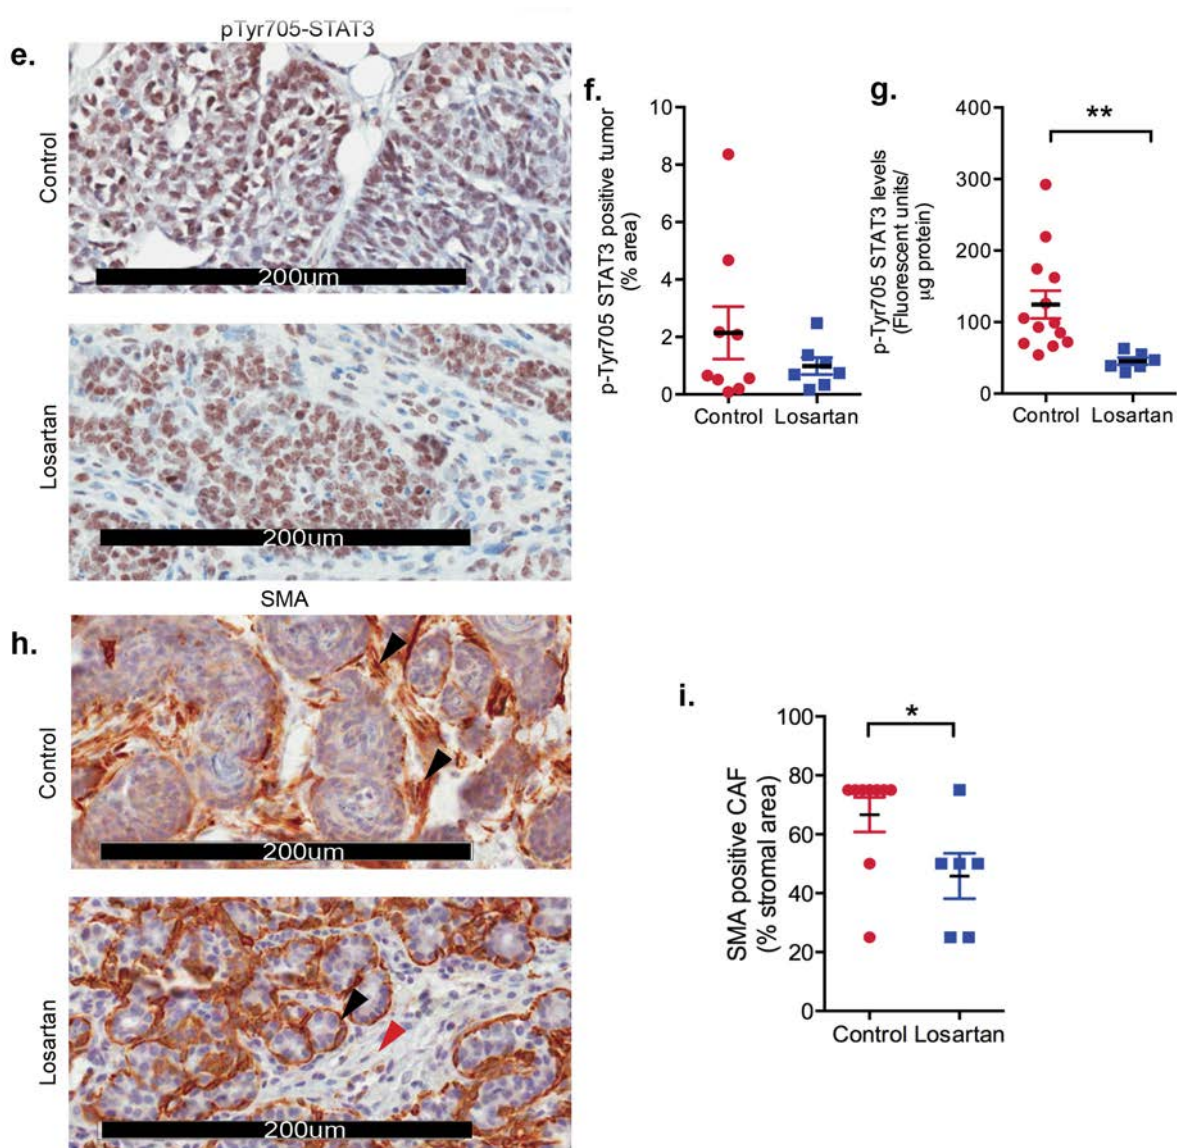 pTyr705-STAT3
e.
Control
200um
Losartan
200um
f.
p-Tyr705 STAT3 positive tumor
(% area)
10
8
6
4
2
0
Control Losartan
g.
p-Tyr705 STAT3 levels
(Fluorescent units/
µg protein)
400
300
200
100
0
**
Control Losartan
SMA
h.
Control
200um
Losartan
200um
i.
SMA positive CAF
(% stromal area)
100
80
60
40
20
0
*
Control Losartan